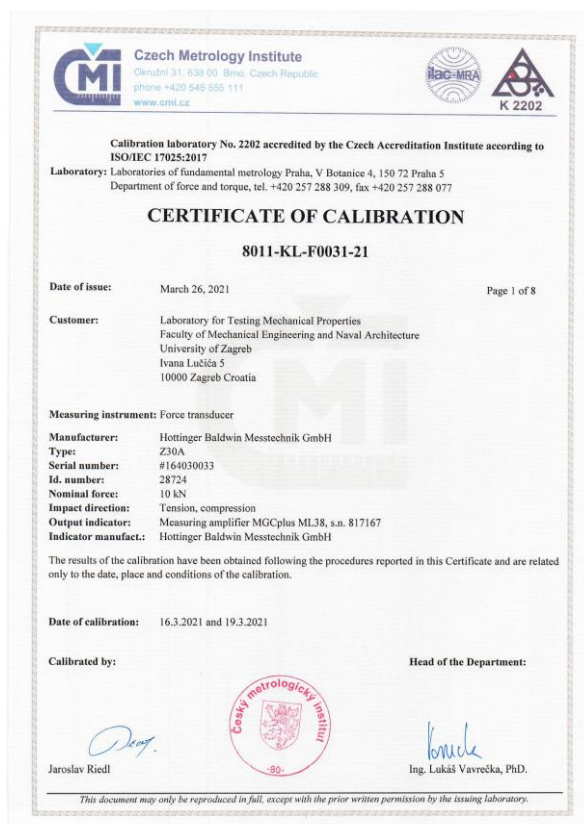 CMI
Czech Metrology Institute
Okružní 31, 638 00 Brno, Czech Republic
phone +420 545 555 111
www.cmi.cz
ilac-MRA
K 2202
Calibration laboratory No. 2202 accredited by the Czech Accreditation Institute according to
ISO/IEC 17025:2017
Laboratory: Laboratories of fundamental metrology Praha, V Botanice 4, 150 72 Praha 5
Department of force and torque, tel. +420 257 288 309, fax +420 257 288 077
CERTIFICATE OF CALIBRATION
8011-KL-F0031-21
Date of issue: March 26, 2021 Page 1 of 8
Customer: Laboratory for Testing Mechanical Properties
Faculty of Mechanical Engineering and Naval Architecture
University of Zagreb
Ivana Lučića 5
10000 Zagreb Croatia
Measuring instrument: Force transducer
Manufacturer: Hottinger Baldwin Messtechnik GmbH
Type: Z30A
Serial number: #164030033
Id. number: 28724
Nominal force: 10 kN
Impact direction: Tension, compression
Output indicator: Measuring amplifier MGCplus ML38, s.n. 817167
Indicator manufact.: Hottinger Baldwin Messtechnik GmbH
The results of the calibration have been obtained following the procedures reported in this Certificate and are related
only to the date, place and conditions of the calibration.
Date of calibration: 16.3.2021 and 19.3.2021
Calibrated by: Head of the Department:
Český metrologický institut
-80-
Jaroslav Riedl Ing. Lukáš Vavrečka, PhD.
This document may only be reproduced in full, except with the prior written permission by the issuing laboratory.